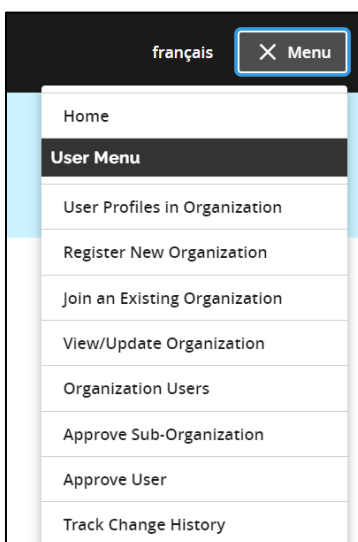 français
Menu
Home
User Menu
User Profiles in Organization
Register New Organization
Join an Existing Organization
View/Update Organization
Organization Users
Approve Sub-Organization
Approve User
Track Change History